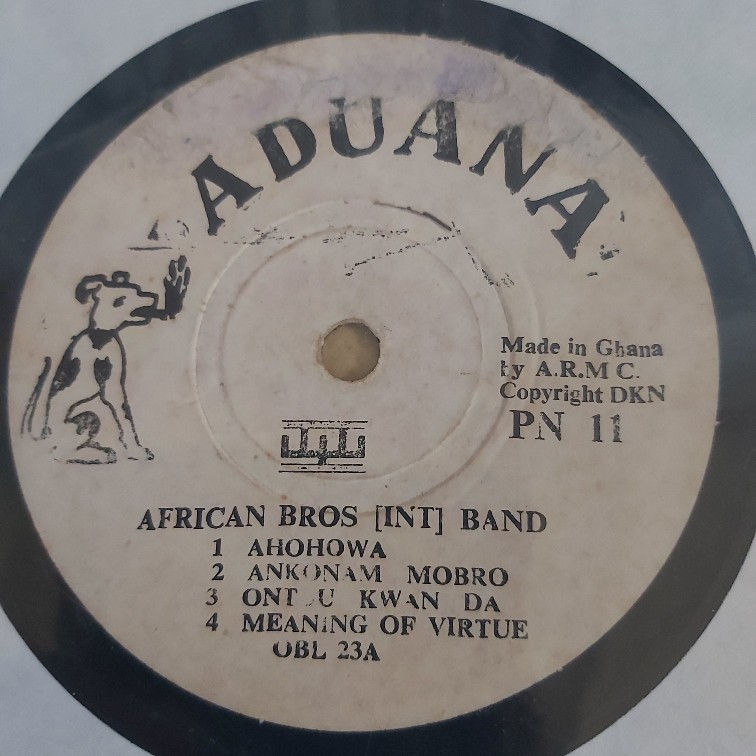 ADUANA
Made in Ghana
by A.R.M C.
Copyright DKN
PN 11
AFRICAN BROS [INT] BAND
1 AHOHOWA
2 ANKONAM MOBRO
3 KWAN DA
4 MEANING OF VIRTUE
OBL 23A